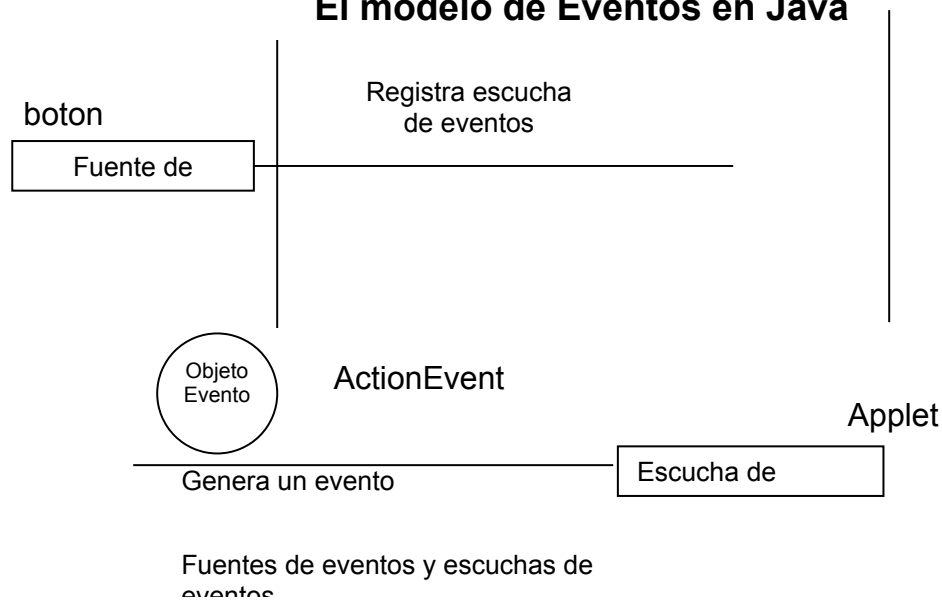 El modelo de Eventos en Java
Registra escucha
de eventos
boton
Fuente de
Objeto
Evento
ActionEvent
Applet
Genera un evento
Escucha de
Fuentes de eventos y escuchas de
eventos